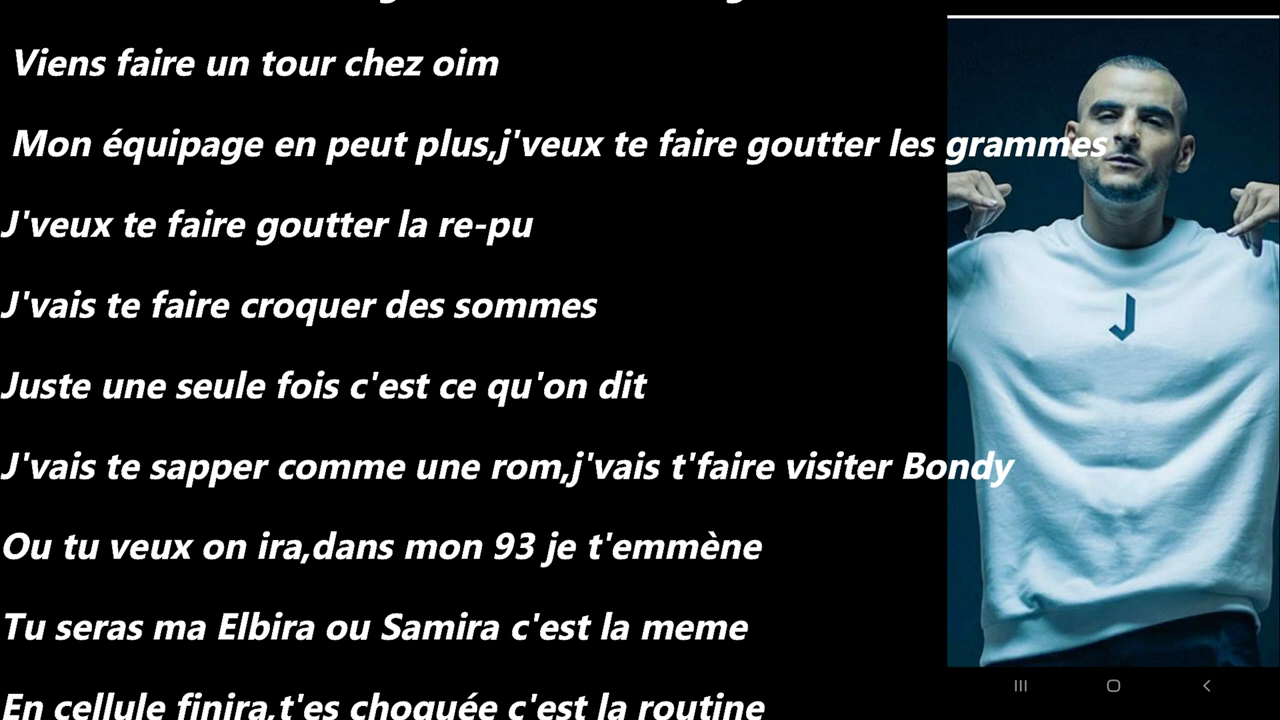 Viens faire un tour chez oim
Mon équipage en peut plus,j'veux te faire goutter les grammes
J'veux te faire goutter la re-pu
J'vais te faire croquer des sommes
Juste une seule fois c'est ce qu'on dit
J'vais te sapper comme une rom,j'vais t'faire visiter Bondy
Ou tu veux on ira,dans mon 93 je t'emmène
Tu seras ma Elbira ou Samira c'est la meme
En cellule finira,t'es choquée c'est la routine
J